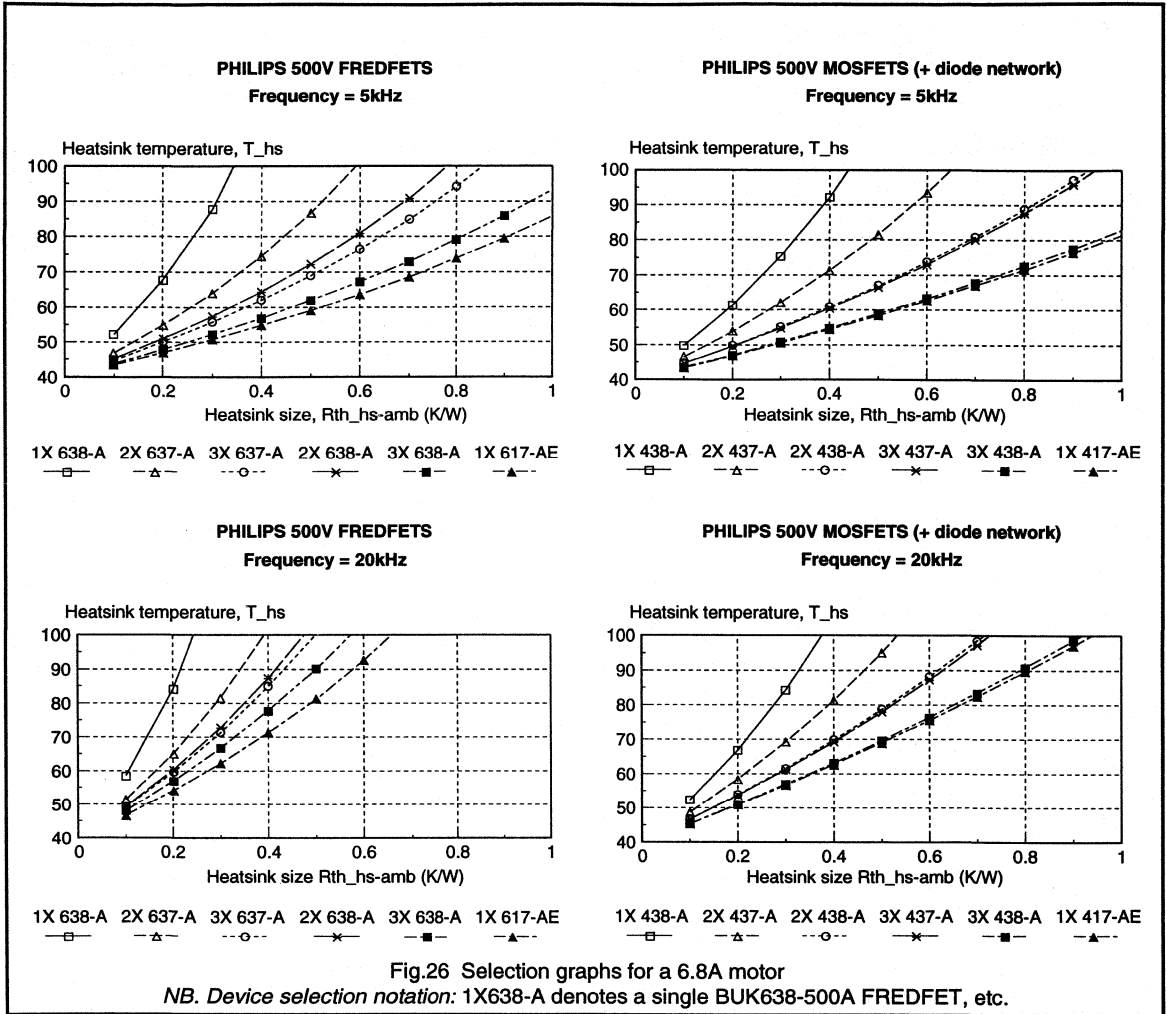 PHILIPS 500V FREDFETS
Frequency = 5kHz
Heatsink temperature, T_hs
100
90
80
70
60
50
40
0 0.2 0.4 0.6 0.8 1
Heatsink size, Rth_hs-amb (K/W)
1X 638-A 2X 637-A 3X 637-A 2X 638-A 3X 638-A 1X 617-AE
PHILIPS 500V MOSFETS (+ diode network)
Frequency = 5kHz
Heatsink temperature, T_hs
100
90
80
70
60
50
40
0 0.2 0.4 0.6 0.8 1
Heatsink size, Rth_hs-amb (K/W)
1X 438-A 2X 437-A 2X 438-A 3X 437-A 3X 438-A 1X 417-AE
PHILIPS 500V FREDFETS
Frequency = 20kHz
Heatsink temperature, T_hs
100
90
80
70
60
50
40
0 0.2 0.4 0.6 0.8 1
Heatsink size Rth_hs-amb (K/W)
1X 638-A 2X 637-A 3X 637-A 2X 638-A 3X 638-A 1X 617-AE
PHILIPS 500V MOSFETS (+ diode network)
Frequency = 20kHz
Heatsink temperature, T_hs
100
90
80
70
60
50
40
0 0.2 0.4 0.6 0.8 1
Heatsink size Rth_hs-amb (K/W)
1X 438-A 2X 437-A 2X 438-A 3X 437-A 3X 438-A 1X 417-AE
Fig.26 Selection graphs for a 6.8A motor
NB. Device selection notation: 1X638-A denotes a single BUK638-500A FREDFET, etc.